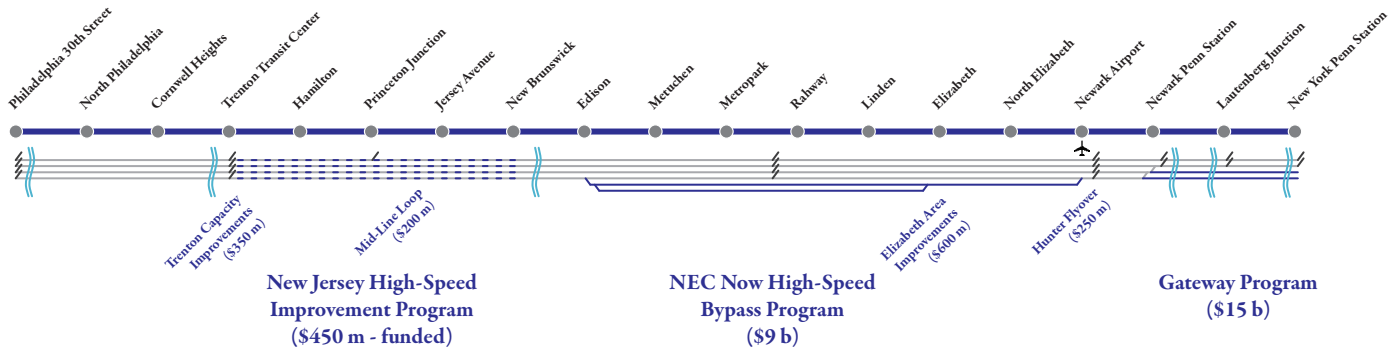 Philadelphia 30th Street
North Philadelphia
Cornwell Heights
Trenton Transit Center
Hamilton
Princeton Junction
Jersey Avenue
New Brunswick
Edison
Metuchen
Metropark
Rahway
Linden
Elizabeth
North Elizabeth
Newark Airport
Newark Penn Station
Lautenberg Junction
New York Penn Station
Trenton Capacity
Improvements
($350 m)
Mid-Line Loop
($200 m)
Elizabeth Area
Improvements
($600 m)
Hunter Flyover
($250 m)
New Jersey High-Speed
Improvement Program
($450 m - funded)
NEC Now High-Speed
Bypass Program
($9 b)
Gateway Program
($15 b)